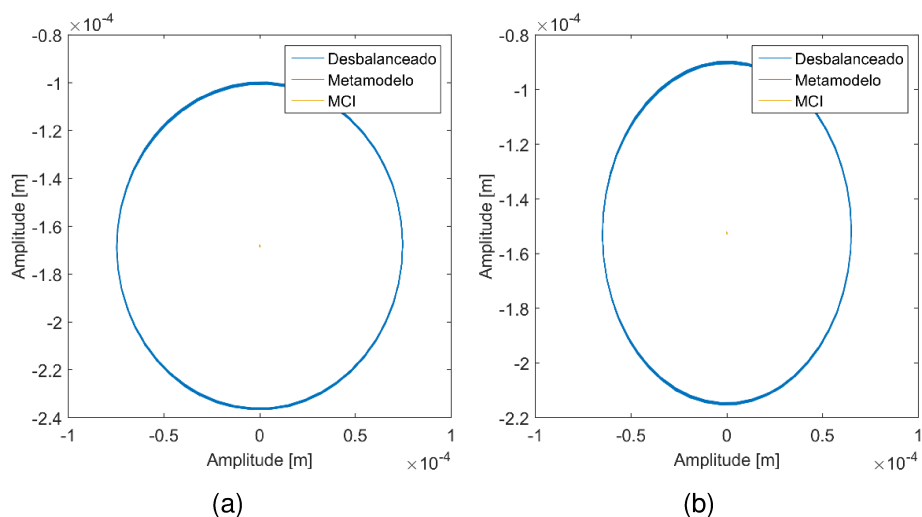 ×10⁻⁴
-0.8
-1
-1.2
-1.4
-1.6
-1.8
-2
-2.2
-2.4
Amplitude [m]
Desbalanceado
Metamodelo
MCI
-1
-0.5
0
0.5
1
Amplitude [m]
×10⁻⁴
(a)
×10⁻⁴
-0.8
-1
-1.2
-1.4
-1.6
-1.8
-2
-2.2
Amplitude [m]
Desbalanceado
Metamodelo
MCI
-1
-0.5
0
0.5
1
Amplitude [m]
×10⁻⁴
(b)